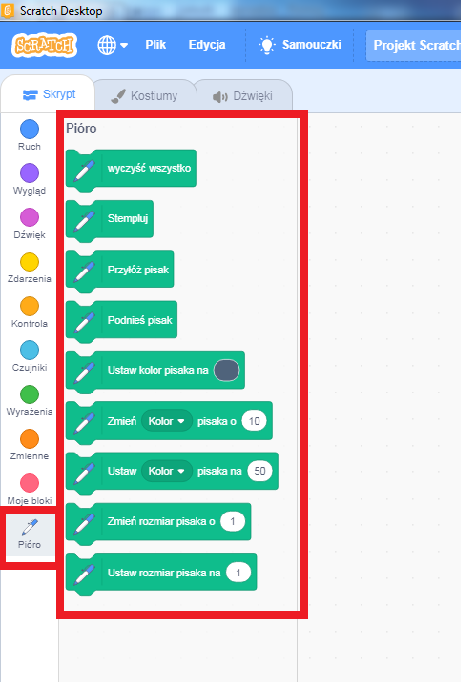 Scratch Desktop
SCRATCH Plik Edycja Samouczki Projekt Scratch
Skrypt Kostiumy Dźwięki
Ruch
Wygląd
Dźwięk
Zdarzenia
Kontrola
Czujniki
Wyrażenia
Zmienne
Moje bloki
Pióro
Pióro
wyczyść wszystko
Stempluj
Przyłóż pisak
Podnieś pisak
Ustaw kolor pisaka na
Zmień Kolor pisaka o 10
Ustaw Kolor pisaka na 50
Zmień rozmiar pisaka o 1
Ustaw rozmiar pisaka na 1